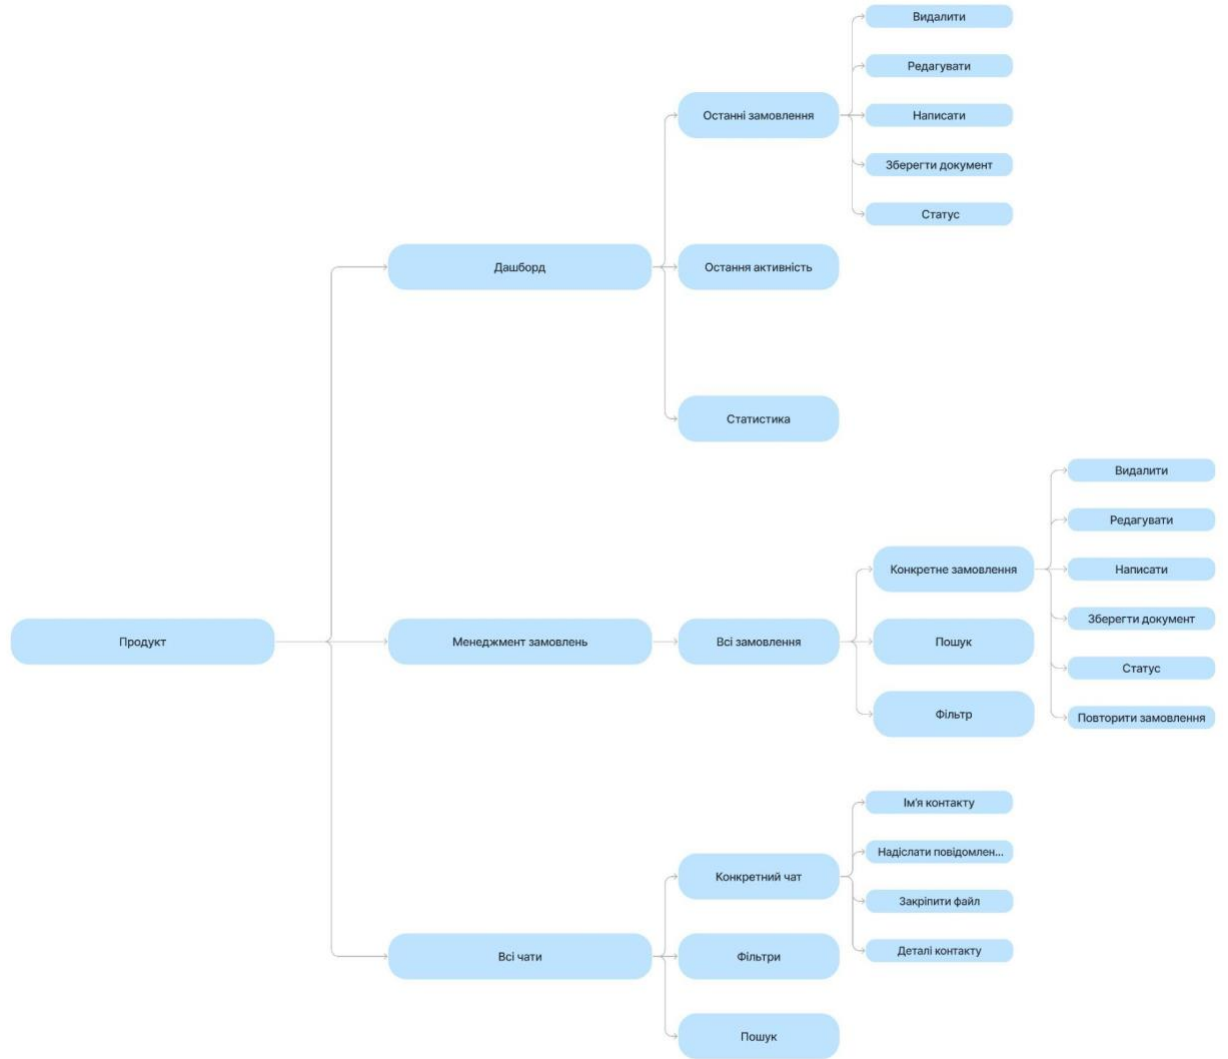 Видалити
Редагувати
Останні замовлення
Написати
Зберегти документ
Статус
Дашборд
Остання активність
Статистика
Видалити
Редагувати
Конкретне замовлення
Написати
Зберегти документ
Продукт
Менеджмент замовлень
Всі замовлення
Пошук
Статус
Фільтр
Повторити замовлення
Ім'я контакту
Надіслати повідомлен...
Конкретний чат
Закріпити файл
Деталі контакту
Всі чати
Фільтри
Пошук